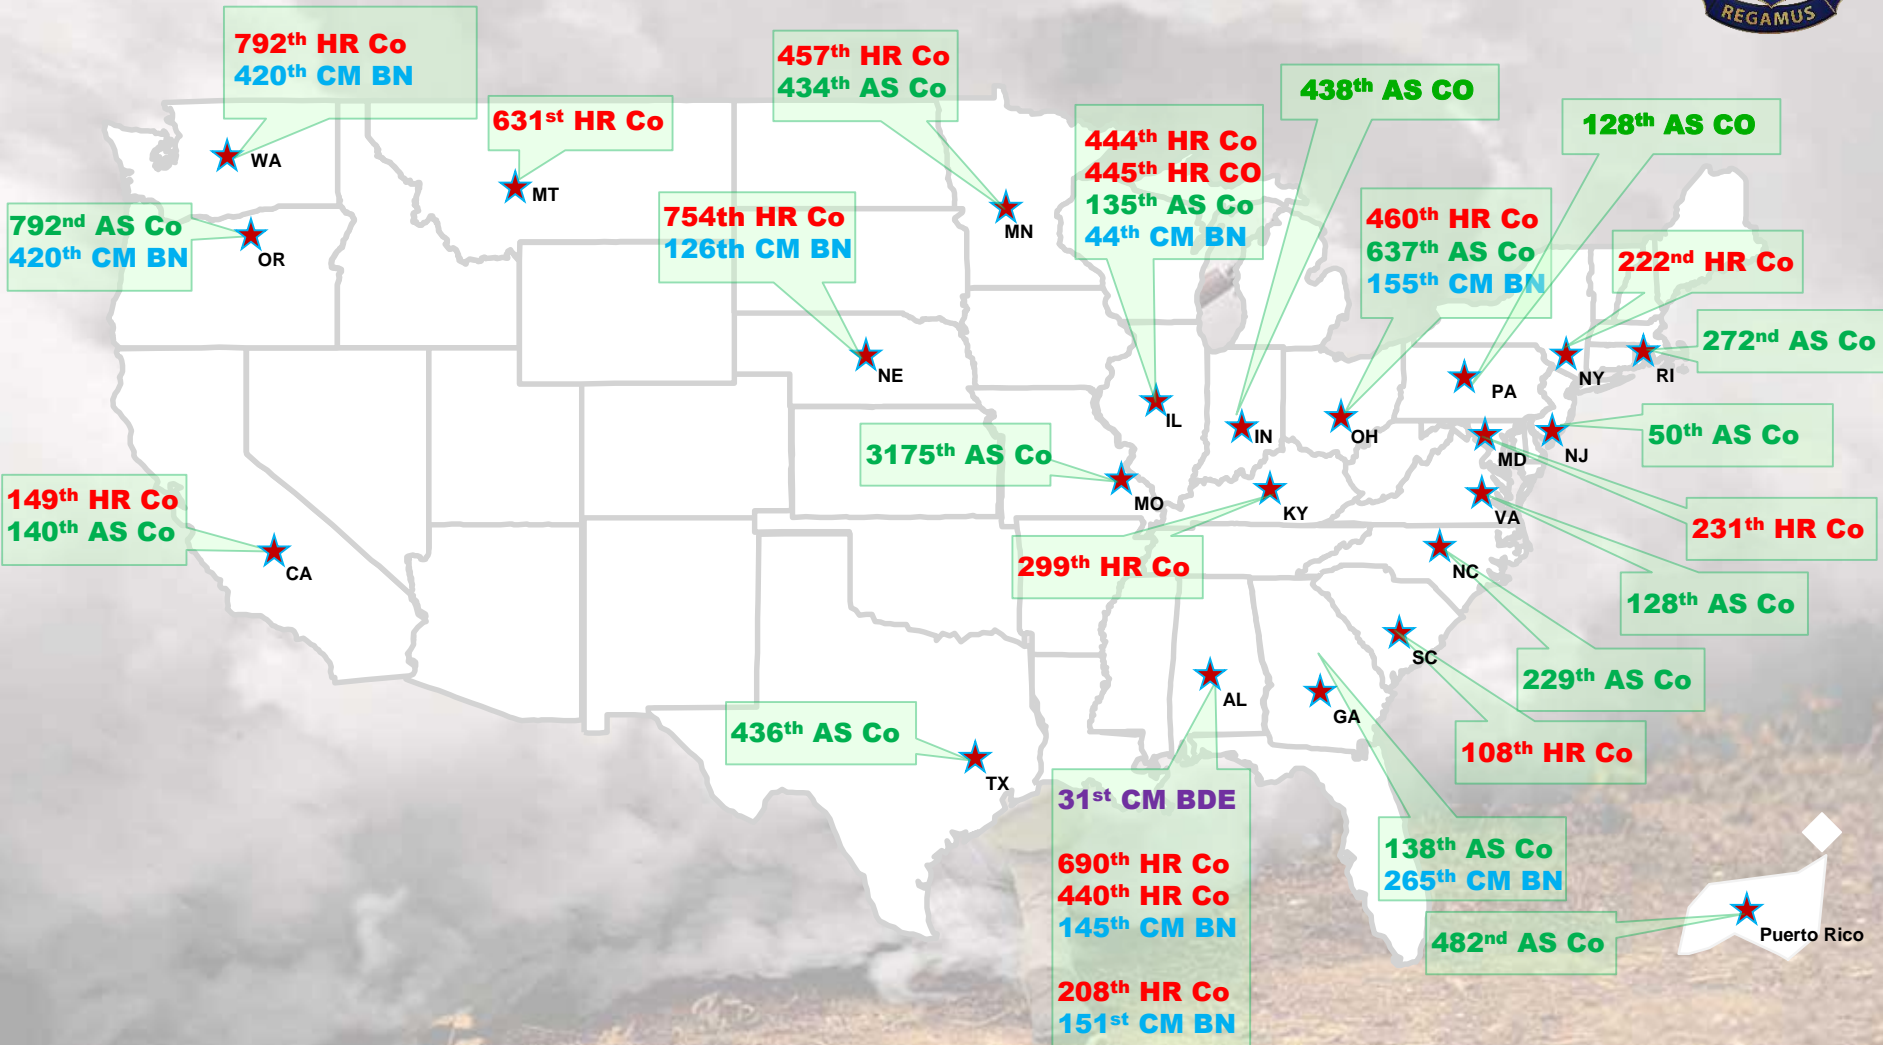 REGAMUS
792th HR Co
420th CM BN
WA
631st HR Co
MT
457th HR Co
434th AS Co
MN
444th HR Co
445th HR CO
135th AS Co
44th CM BN
IL
438th AS CO
IN
128th AS CO
PA
792nd AS Co
420th CM BN
OR
754th HR Co
126th CM BN
NE
460th HR Co
637th AS Co
155th CM BN
OH
222nd HR Co
NY
272nd AS Co
RI
50th AS Co
NJ
3175th AS Co
MO
149th HR Co
140th AS Co
CA
299th HR Co
KY
231th HR Co
MD
128th AS Co
VA
229th AS Co
NC
108th HR Co
SC
436th AS Co
TX
31st CM BDE
690th HR Co
440th HR Co
145th CM BN
208th HR Co
151st CM BN
AL
138th AS Co
265th CM BN
GA
482nd AS Co
Puerto Rico